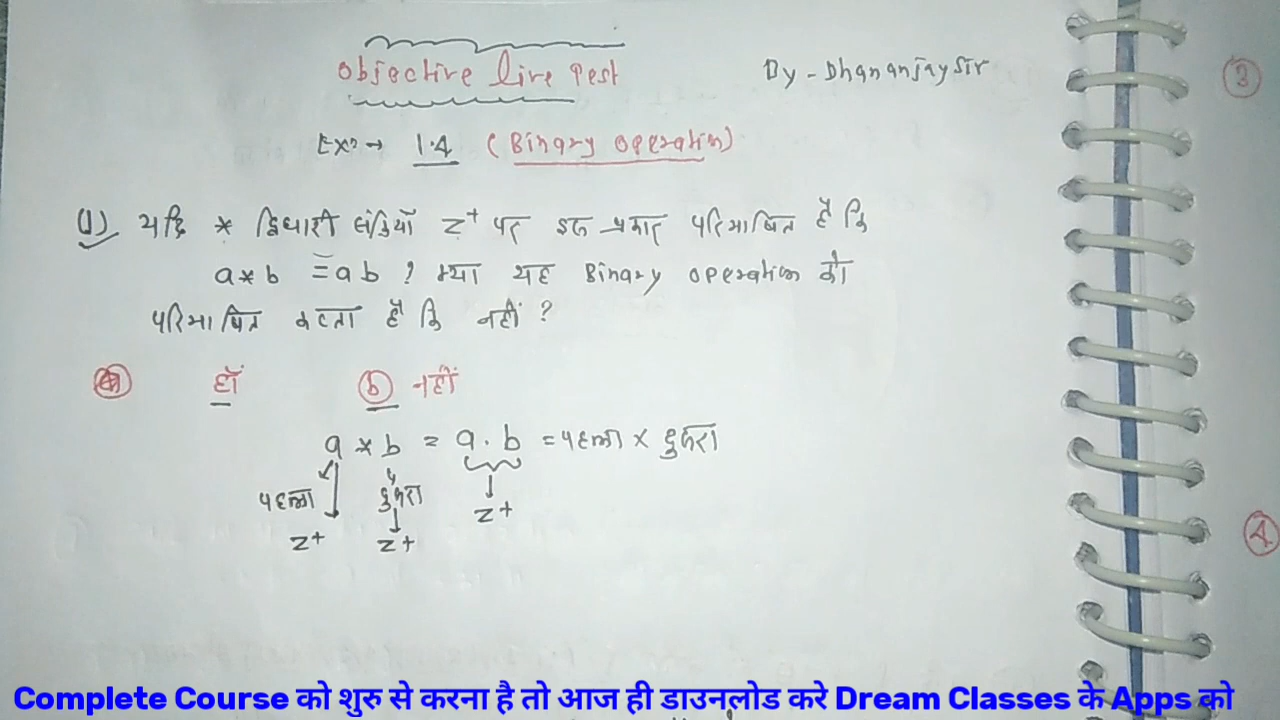 Objective live Test
By - Dhananjay Sir
3
Exⁿ → 1.4 (Binary operation)
(1) यदि * द्विधारी संक्रियाँ Z⁺ पर इस प्रकार परिभाषित है कि
a * b = ab ? क्या यह Binary operation को
परिभाषित करता है कि नहीं ?
(a) हाँ (b) नहीं
a * b = a . b = पहला × दुसरा
पहला दुसरा Z+
Z+ Z+
4
Complete Course को शुरु से करना है तो आज ही डाउनलोड करे Dream Classes के Apps को